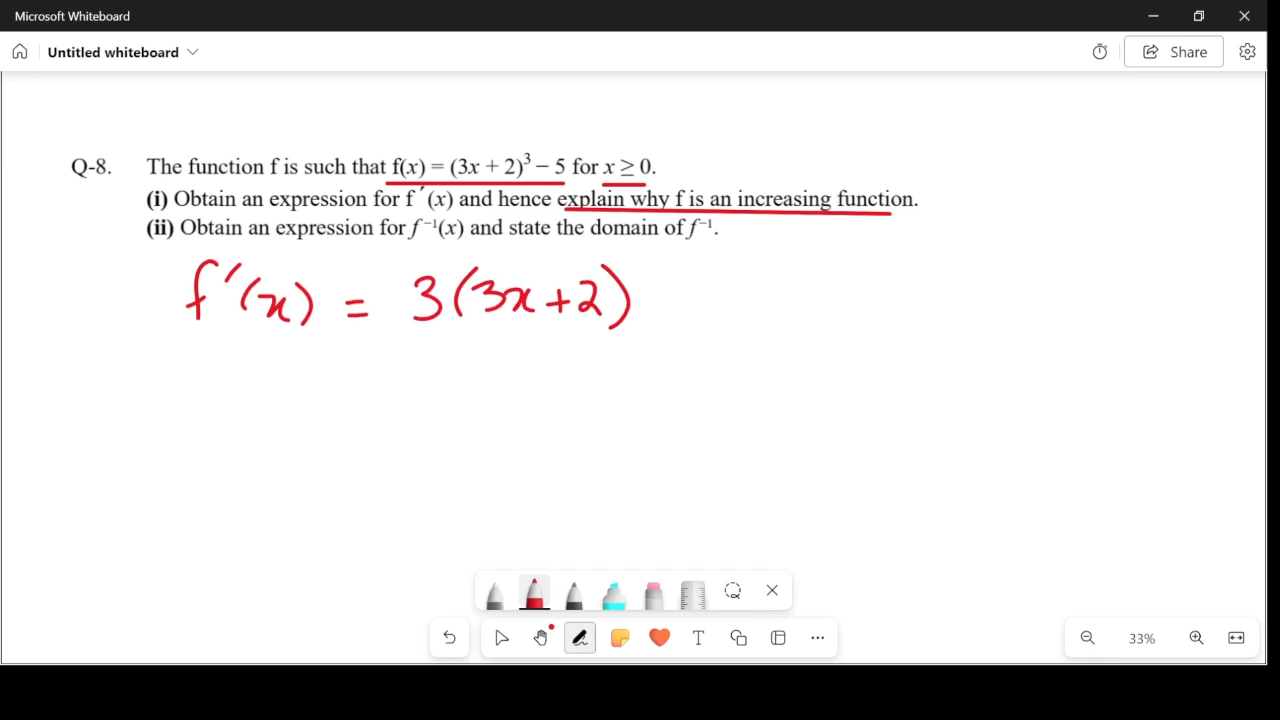 Microsoft Whiteboard
Untitled whiteboard
Share
Q-8. The function f is such that f(x) = (3x + 2)³ – 5 for x ≥ 0.
(i) Obtain an expression for f ′(x) and hence explain why f is an increasing function.
(ii) Obtain an expression for f⁻¹(x) and state the domain of f⁻¹.
f′(x) = 3(3x+2)
33%